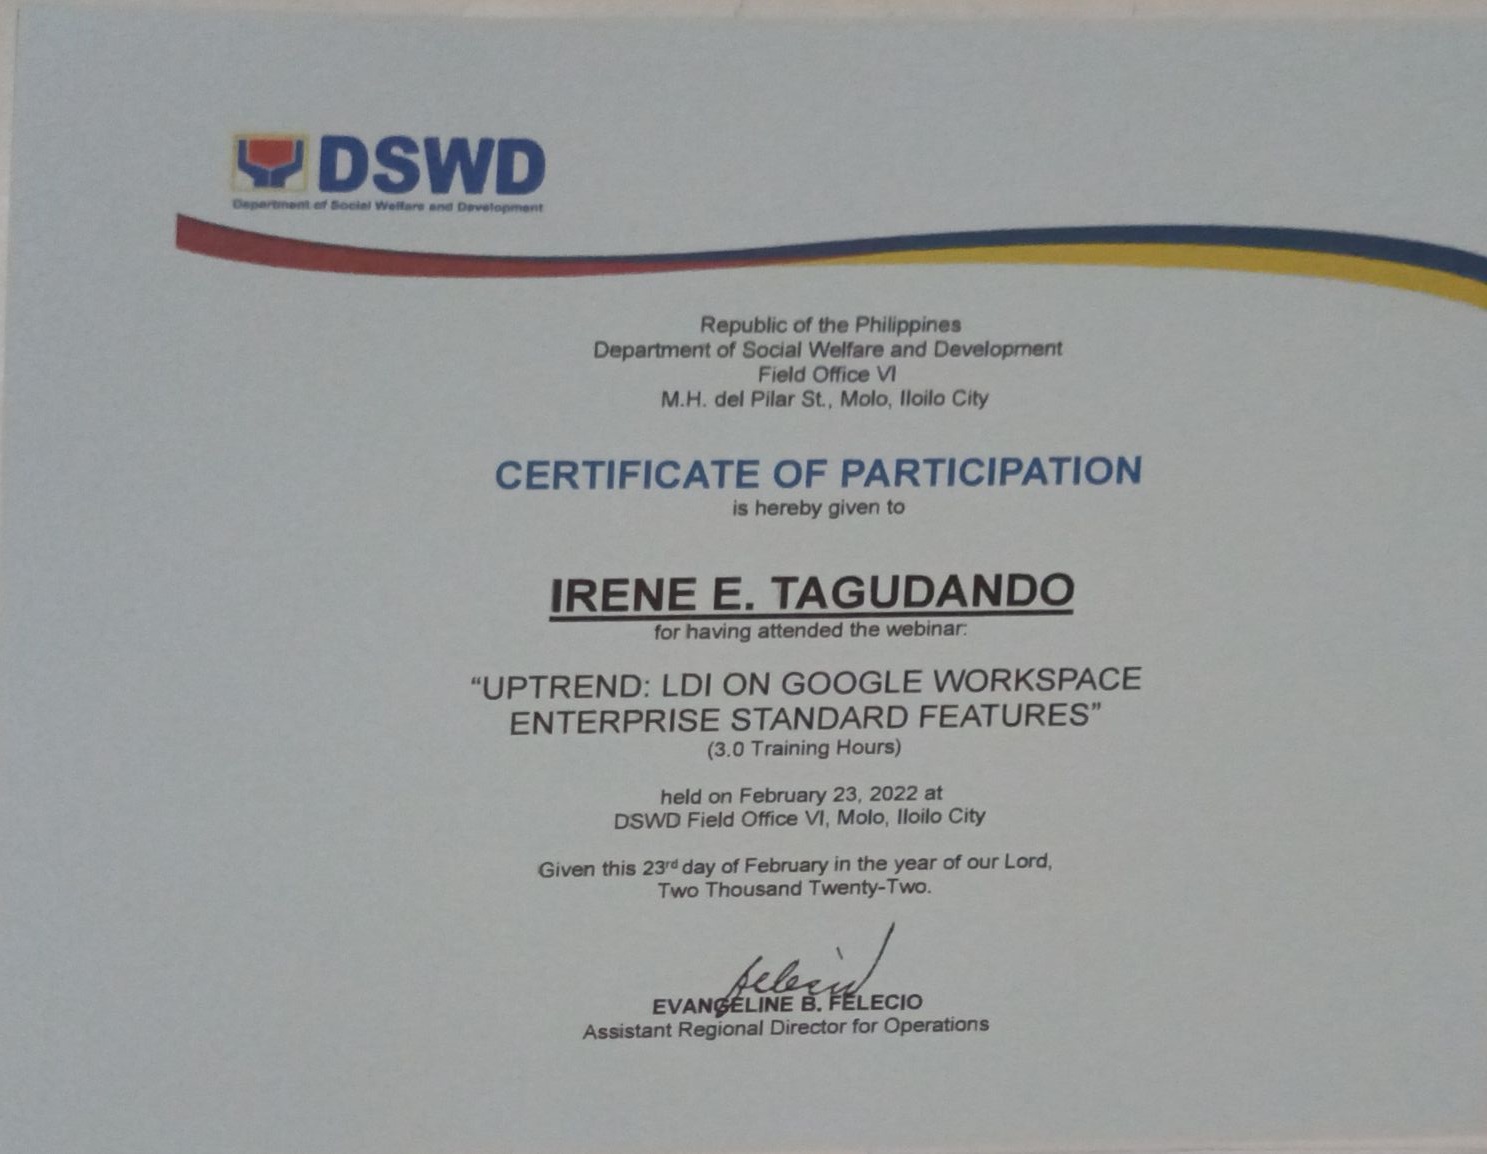 DSWD
Department of Social Welfare and Development
Republic of the Philippines
Department of Social Welfare and Development
Field Office VI
M.H. del Pilar St., Molo, Iloilo City
CERTIFICATE OF PARTICIPATION
is hereby given to
IRENE E. TAGUDANDO
for having attended the webinar:
“UPTREND: LDI ON GOOGLE WORKSPACE
ENTERPRISE STANDARD FEATURES”
(3.0 Training Hours)
held on February 23, 2022 at
DSWD Field Office VI, Molo, Iloilo City
Given this 23rd day of February in the year of our Lord,
Two Thousand Twenty-Two.
EVANGELINE B. FELECIO
Assistant Regional Director for Operations